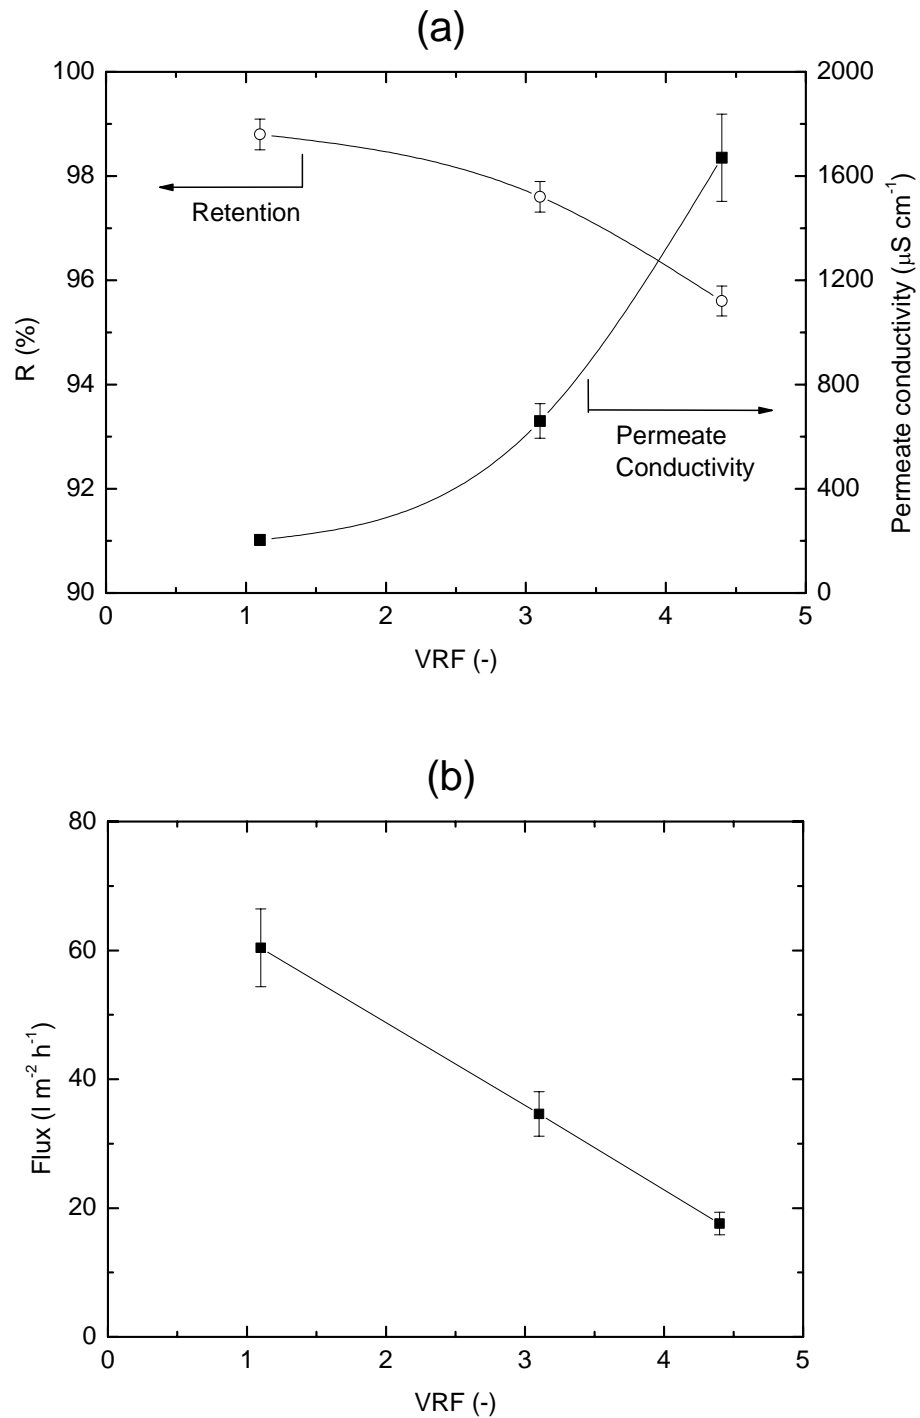 (a)
100
98
96
94
92
90
R (%)
Retention
2000
1600
1200
800
400
0
Permeate conductivity (μS cm⁻¹)
Permeate
Conductivity
0 1 2 3 4 5
VRF (-)
(b)
80
60
40
20
0
Flux (l m⁻² h⁻¹)
0 1 2 3 4 5
VRF (-)